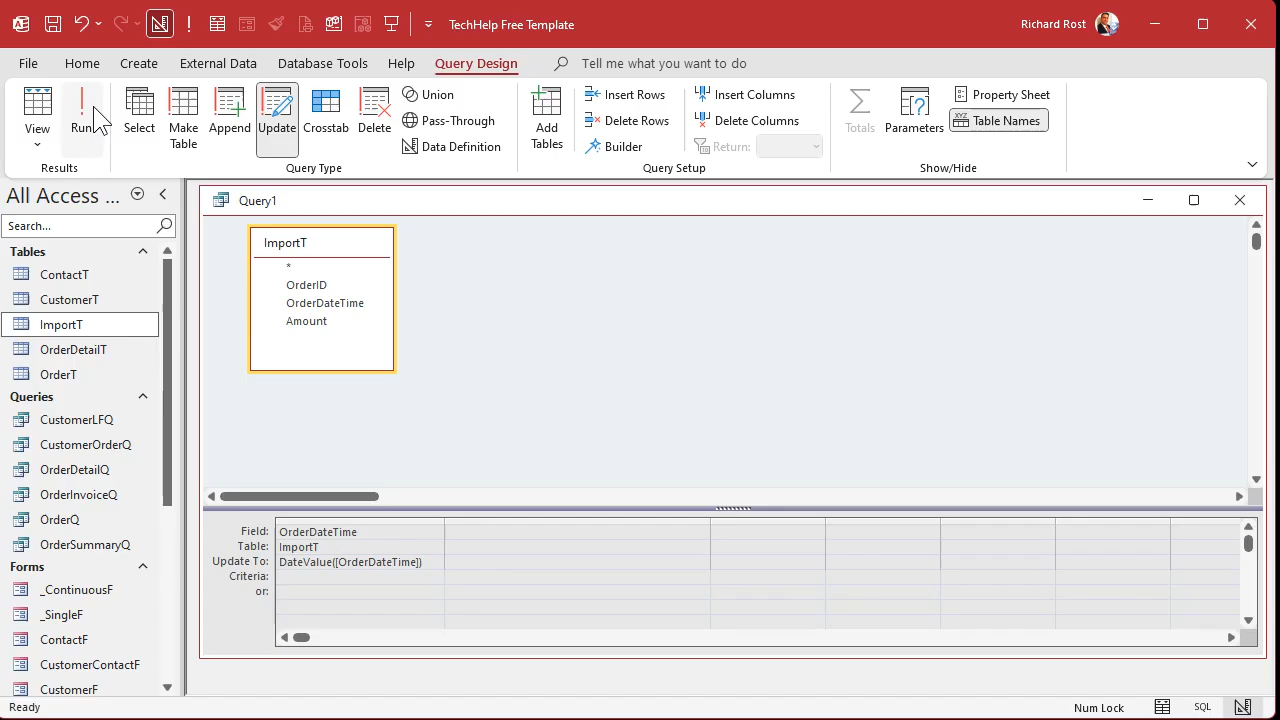 TechHelp Free Template
Richard Rost
File Home Create External Data Database Tools Help Query Design Tell me what you want to do
View
Run
Results
Select
Make Table
Append
Update
Crosstab
Delete
Union
Pass-Through
Data Definition
Query Type
Add Tables
Insert Rows
Delete Rows
Builder
Insert Columns
Delete Columns
Return:
Query Setup
Totals
Parameters
Property Sheet
XYZ Table Names
Show/Hide
All Access ...
Search...
Tables
ContactT
CustomerT
ImportT
OrderDetailT
OrderT
Queries
CustomerLFQ
CustomerOrderQ
OrderDetailQ
OrderInvoiceQ
OrderQ
OrderSummaryQ
Forms
_ContinuousF
_SingleF
ContactF
CustomerContactF
CustomerF
Query1
ImportT
*
OrderID
OrderDateTime
Amount
Field: OrderDateTime
Table: ImportT
Update To: DateValue([OrderDateTime])
Criteria:
or:
Ready
Num Lock
SQL